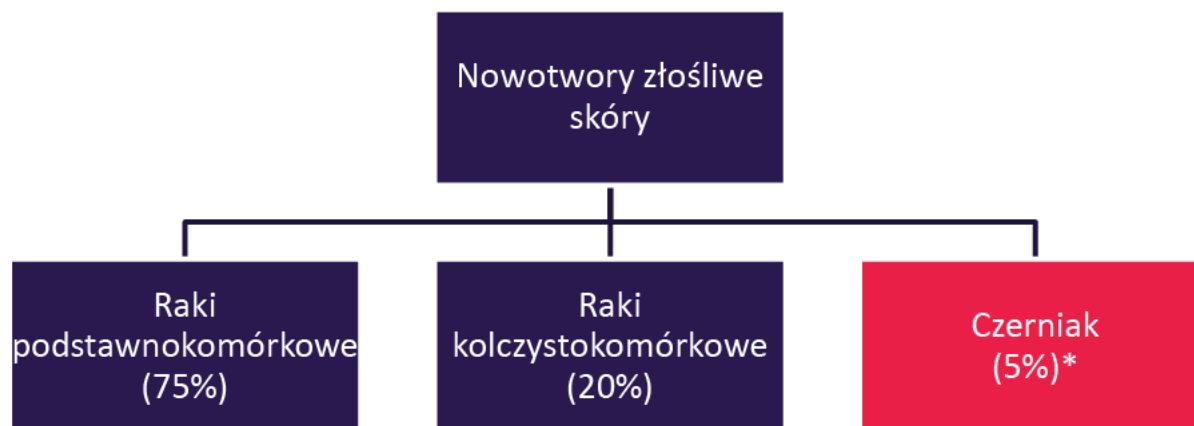 Nowotwory złośliwe
skóry
Raki
podstawnokomórkowe
(75%)
Raki
kolczystokomórkowe
(20%)
Czerniak
(5%)*